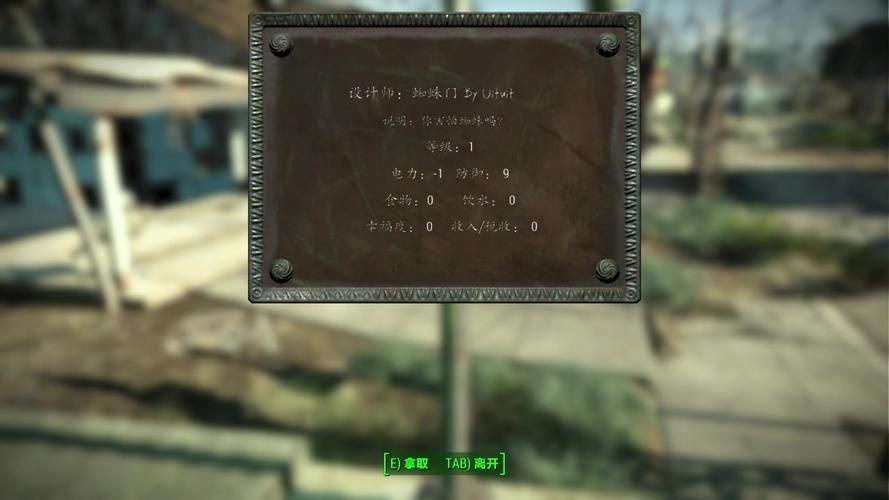 设计师：蜘蛛门 By Uituit
说明：你害怕蜘蛛吗？
等级：1
电力：-1 防御：9
食物：0 饮水：0
幸福度：0 收入/税收：0
E) 拿取 TAB) 离开